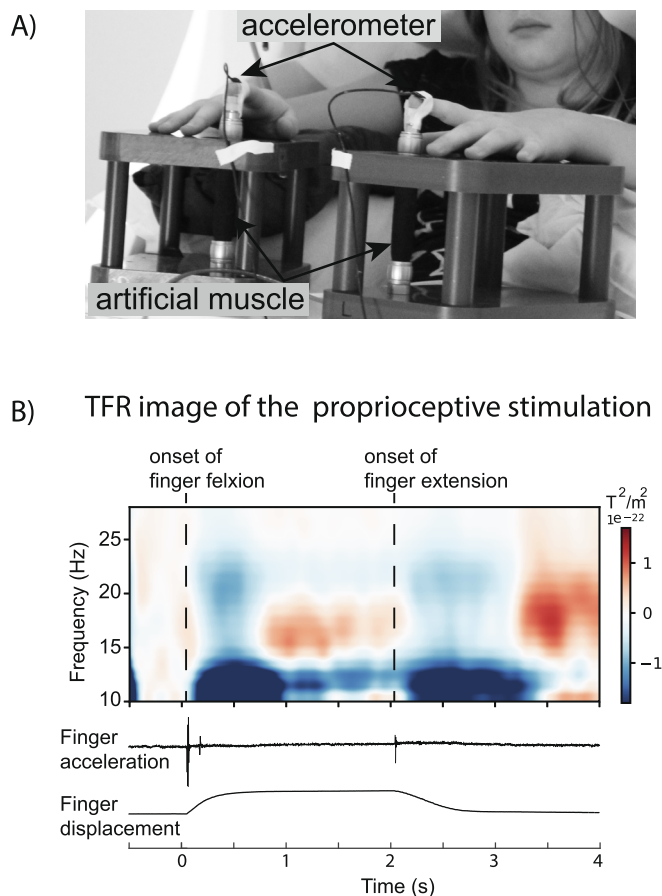 A)
accelerometer
artificial muscle
L
B)
TFR image of the proprioceptive stimulation
onset of
finger felxion
onset of
finger extension
T²/m²
1e−22
Frequency (Hz)
25
20
15
10
1
0
−1
Finger
acceleration
Finger
displacement
0 1 2 3 4
Time (s)